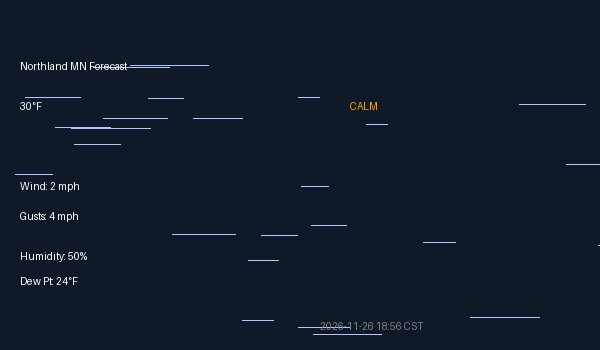 Northland MN Forecast
30°F
CALM
Wind: 2 mph
Gusts: 4 mph
Humidity: 50%
Dew Pt: 24°F
2026-11-26 18:56 CST